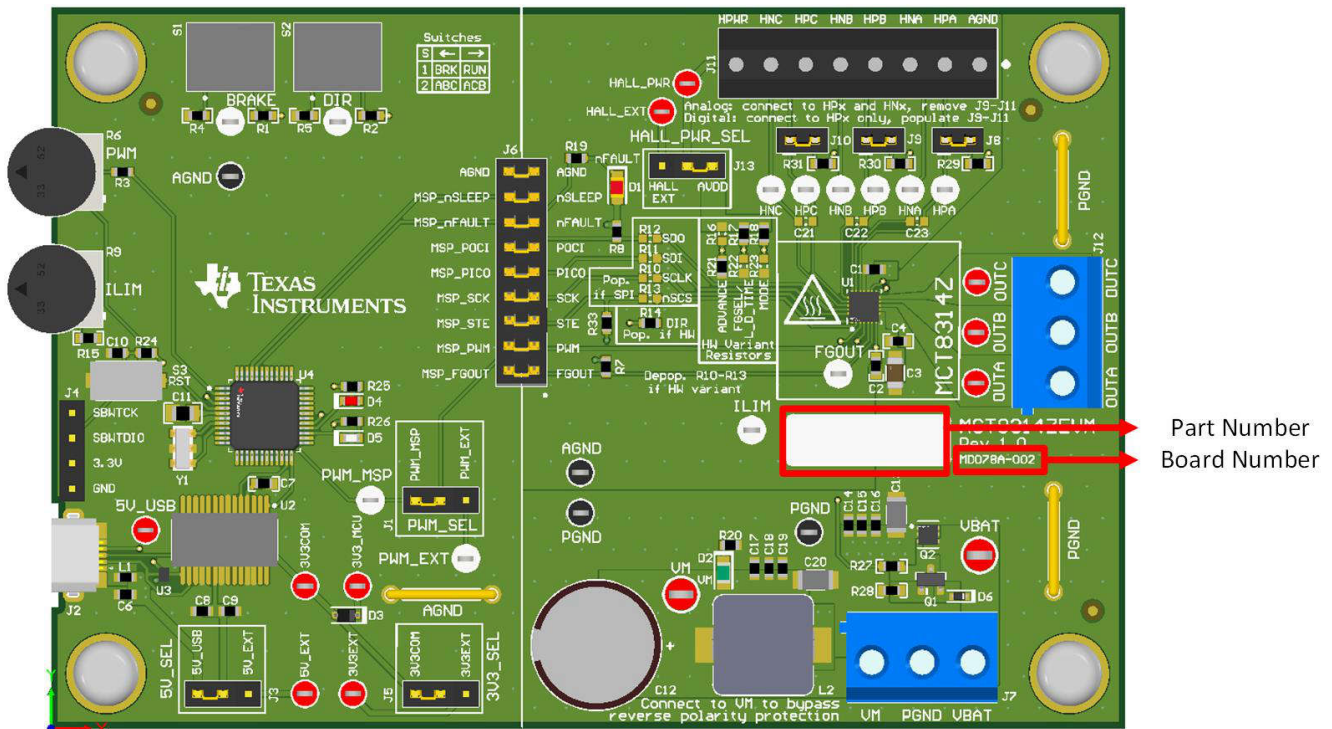 S1
S2
Switches
S ← →
1 BRK RUN
2 ABC ACB
BRAKE
DIR
R4
R1
R5
R2
HPWR HNC HPC HNB HPB HNA HPA AGND
J11
HALL_PWR
HALL_EXT
Analog: connect to HPx and HNx, remove J9-J11
Digital: connect to HPx only, populate J9-J11
HALL_PWR_SEL
J13
HALL EXT
AVDD
R31
J10
R30
J9
R29
J8
HNC HPC HNB HPB HNA HPA
C21
C22
C23
PGND
R6
PWM
R3
AGND
R9
ILIM
TEXAS
INSTRUMENTS
J6
AGND AGND
MSP_nSLEEP nSLEEP
MSP_nFAULT nFAULT
MSP_POCI POCI
MSP_PICO PICO
MSP_SCK SCK
MSP_STE STE
MSP_PWM PWM
MSP_FGOUT FGOUT
R19
nFAULT
D1
R8
R12
SDO
R11
SDI
R10
SCLK
R13
nSCS
Pop.
if SPI
R33
R14
DIR
Pop. if HW
R7
Depop. R10-R13
if HW variant
R16
R17
R18
R21
R22
R23
ADVANCE
FGSEL/
L_D_TIME
MODE
HW Variant
Resistors
C1
U1
C4
C2
C3
FGOUT
MCT8314Z
OUTC
OUTB
OUTA
J12
OUTC
OUTB
OUTA
R15
C10
R24
S3
RST
J4
SBWTCK
SBWTDIO
3.3V
GND
C11
Y1
U4
R25
D4
R26
D5
C7
U2
5V_USB
PWM_MSP
PWM_MSP
PWM_EXT
J1
PWM_SEL
PWM_EXT
AGND
PGND
ILIM
MCT8314ZEVM
Rev 1.0
MD078A-002
Part Number
Board Number
J2
L1
C6
U3
C8
C9
3V3COM
3V3_MCU
D3
AGND
5V_SEL
5V_USB
5V_EXT
J3
5V_EXT
3V3EXT
J5
3V3COM
3V3EXT
3V3_SEL
PGND
R20
D2
VM
VM
C17
C18
C19
C20
C14
C15
C16
Q2
VBAT
R27
R28
Q1
D6
PGND
C12
L2
Connect to VM to bypass
reverse polarity protection
J7
VM PGND VBAT